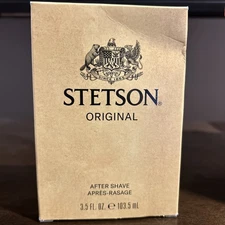 STETSON®
ORIGINAL
AFTER SHAVE
APRÈS-RASAGE
3.5 FL. OZ. ℮ 103.5 mL